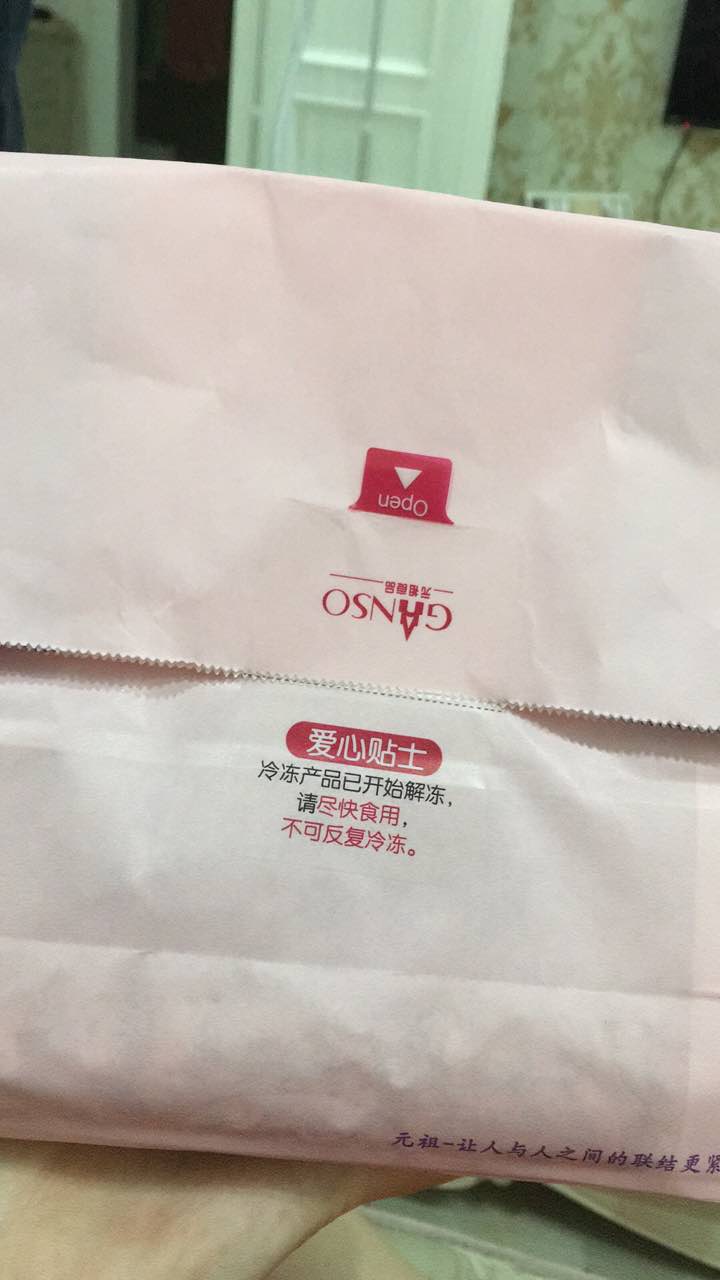 Open
GANSO
元祖食品
爱心贴士
冷冻产品已开始解冻，
请尽快食用，
不可反复冷冻。
元祖-让人与人之间的联结更紧